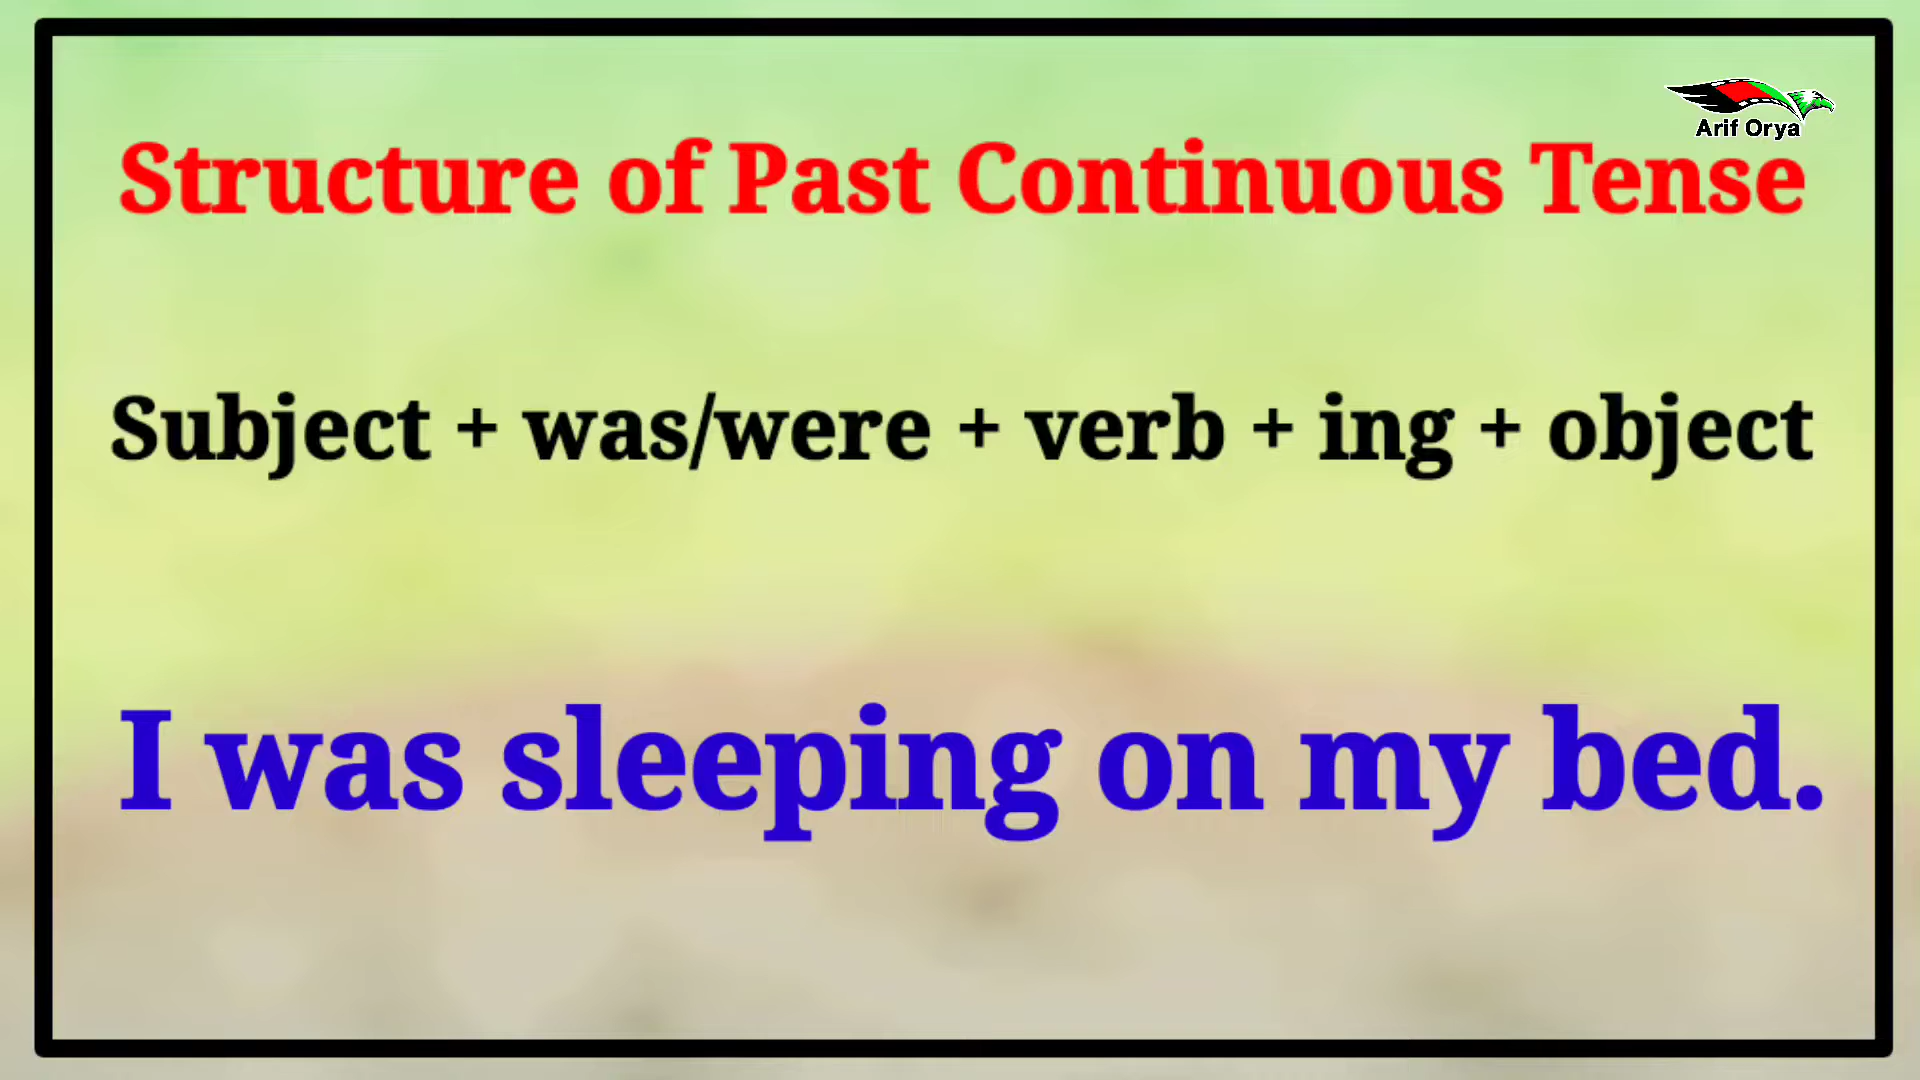 Arif Orya
Structure of Past Continuous Tense
Subject + was/were + verb + ing + object
I was sleeping on my bed.